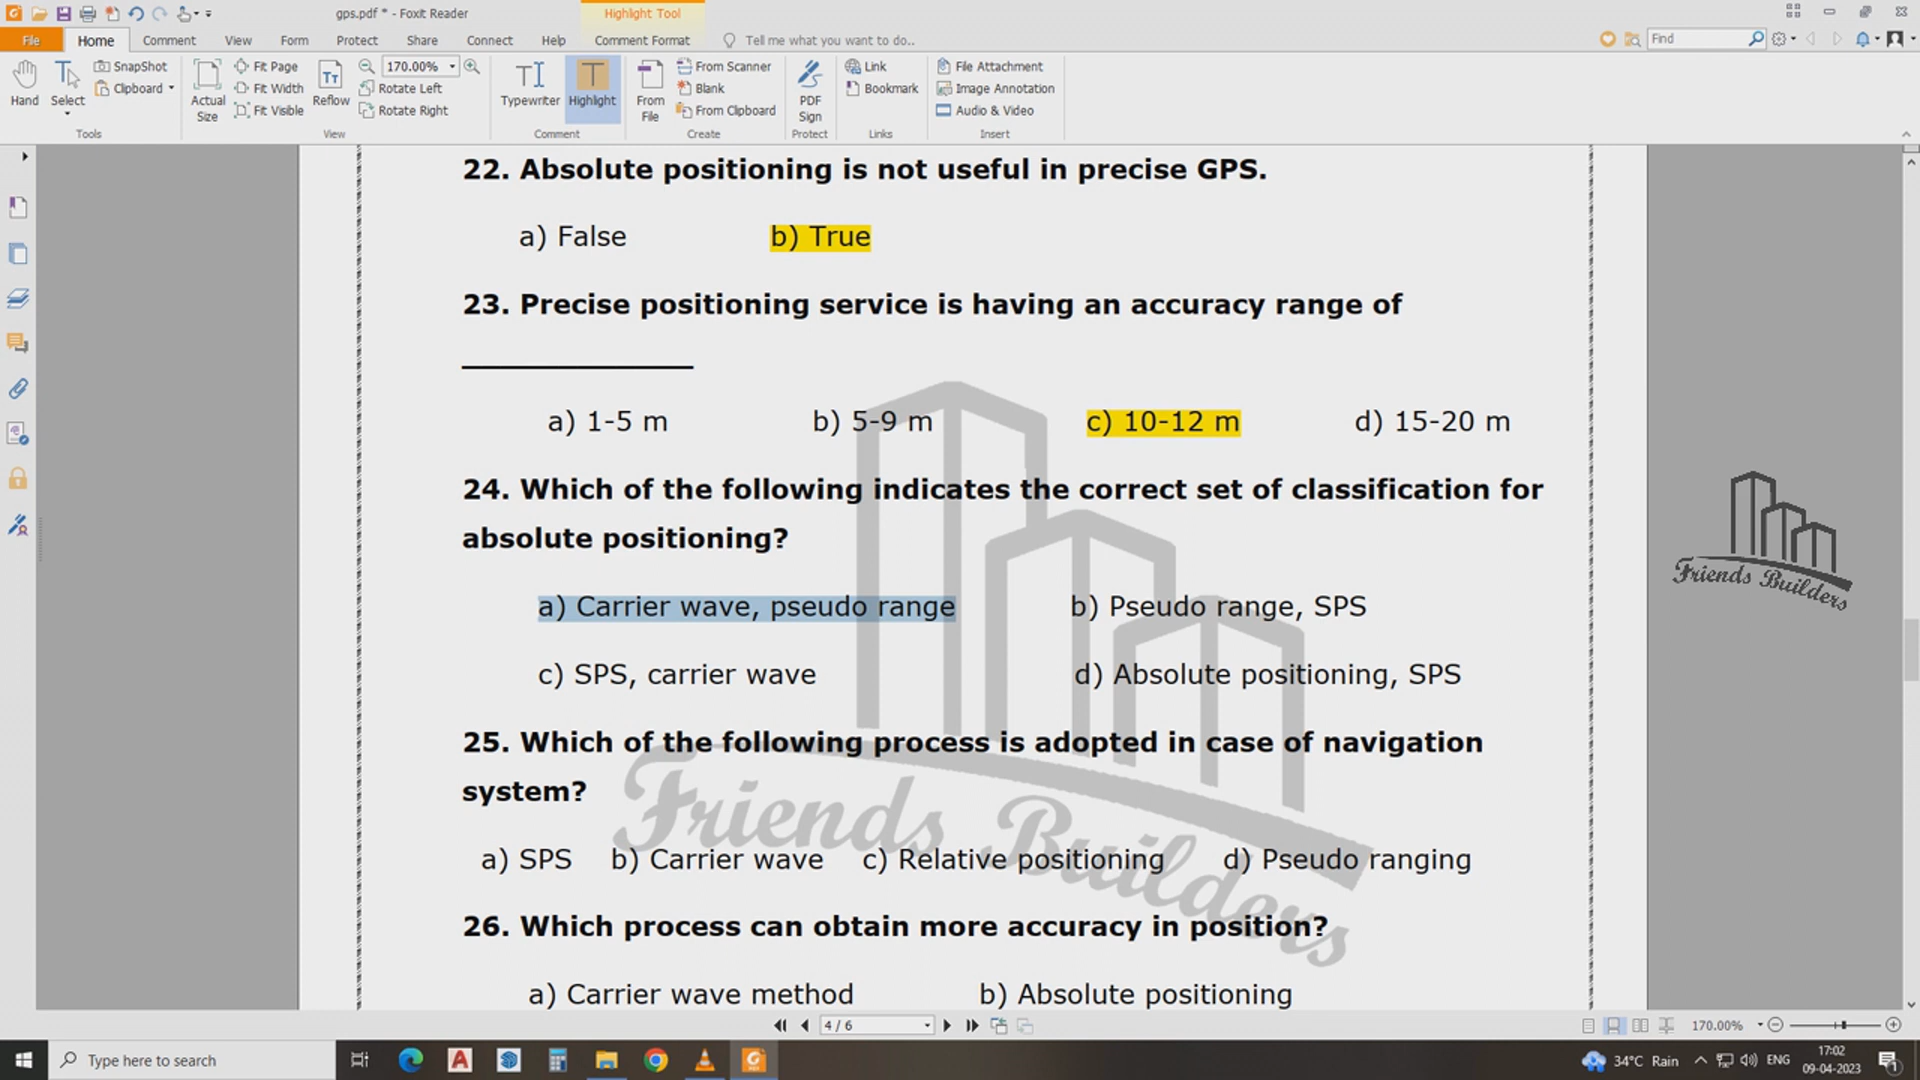 gps.pdf * - Foxit Reader
Highlight Tool
File
Home
Comment
View
Form
Protect
Share
Connect
Help
Comment Format
Tell me what you want to do..
Find
Hand
Select
SnapShot
Clipboard
Tools
Actual Size
Fit Page
Fit Width
Fit Visible
Reflow
170.00%
Rotate Left
Rotate Right
View
Typewriter
Highlight
Comment
From File
From Scanner
Blank
From Clipboard
Create
PDF Sign
Protect
Link
Bookmark
Links
File Attachment
Image Annotation
Audio & Video
Insert
22. Absolute positioning is not useful in precise GPS.
a) False b) True
23. Precise positioning service is having an accuracy range of
a) 1-5 m b) 5-9 m c) 10-12 m d) 15-20 m
24. Which of the following indicates the correct set of classification for
absolute positioning?
a) Carrier wave, pseudo range b) Pseudo range, SPS
c) SPS, carrier wave d) Absolute positioning, SPS
25. Which of the following process is adopted in case of navigation
system?
a) SPS b) Carrier wave c) Relative positioning d) Pseudo ranging
26. Which process can obtain more accuracy in position?
a) Carrier wave method b) Absolute positioning
Friends Builders
Friends Builders
4 / 6
170.00%
Type here to search
34°C Rain
ENG
17:02
09-04-2023
1